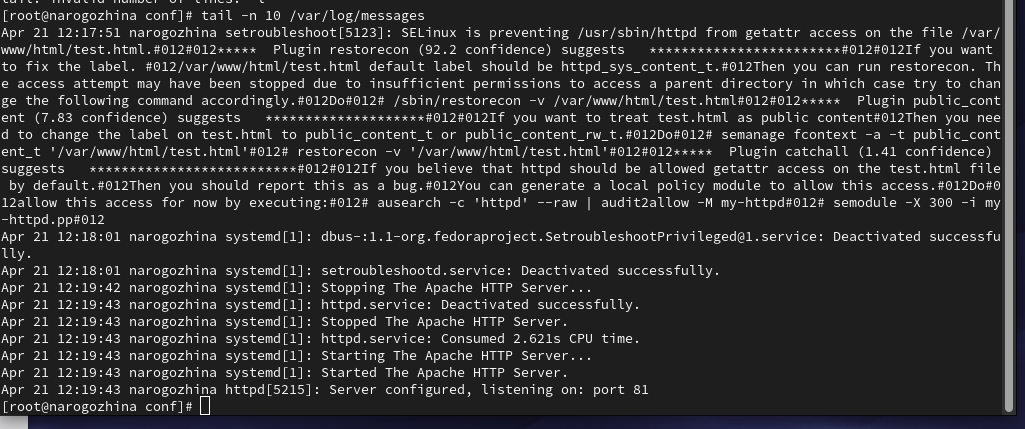 [root@narogozhina conf]# tail -n 10 /var/log/messages
Apr 21 12:17:51 narogozhina setroubleshoot[5123]: SELinux is preventing /usr/sbin/httpd from getattr access on the file /var/
www/html/test.html.#012#012*****  Plugin restorecon (92.2 confidence) suggests   ************************#012#012If you want
to fix the label. #012/var/www/html/test.html default label should be httpd_sys_content_t.#012Then you can run restorecon. Th
e access attempt may have been stopped due to insufficient permissions to access a parent directory in which case try to chan
ge the following command accordingly.#012Do#012# /sbin/restorecon -v /var/www/html/test.html#012#012*****  Plugin public_cont
ent (7.83 confidence) suggests   ********************#012#012If you want to treat test.html as public content#012Then you nee
d to change the label on test.html to public_content_t or public_content_rw_t.#012Do#012# semanage fcontext -a -t public_cont
ent_t '/var/www/html/test.html'#012# restorecon -v '/var/www/html/test.html'#012#012*****  Plugin catchall (1.41 confidence)
suggests   **************************#012#012If you believe that httpd should be allowed getattr access on the test.html file
 by default.#012Then you should report this as a bug.#012You can generate a local policy module to allow this access.#012Do#0
12allow this access for now by executing:#012# ausearch -c 'httpd' --raw | audit2allow -M my-httpd#012# semodule -X 300 -i my
-httpd.pp#012
Apr 21 12:18:01 narogozhina systemd[1]: dbus-:1.1-org.fedoraproject.SetroubleshootPrivileged@1.service: Deactivated successfu
lly.
Apr 21 12:18:01 narogozhina systemd[1]: setroubleshootd.service: Deactivated successfully.
Apr 21 12:19:42 narogozhina systemd[1]: Stopping The Apache HTTP Server...
Apr 21 12:19:43 narogozhina systemd[1]: httpd.service: Deactivated successfully.
Apr 21 12:19:43 narogozhina systemd[1]: Stopped The Apache HTTP Server.
Apr 21 12:19:43 narogozhina systemd[1]: httpd.service: Consumed 2.621s CPU time.
Apr 21 12:19:43 narogozhina systemd[1]: Starting The Apache HTTP Server...
Apr 21 12:19:43 narogozhina systemd[1]: Started The Apache HTTP Server.
Apr 21 12:19:43 narogozhina httpd[5215]: Server configured, listening on: port 81
[root@narogozhina conf]#